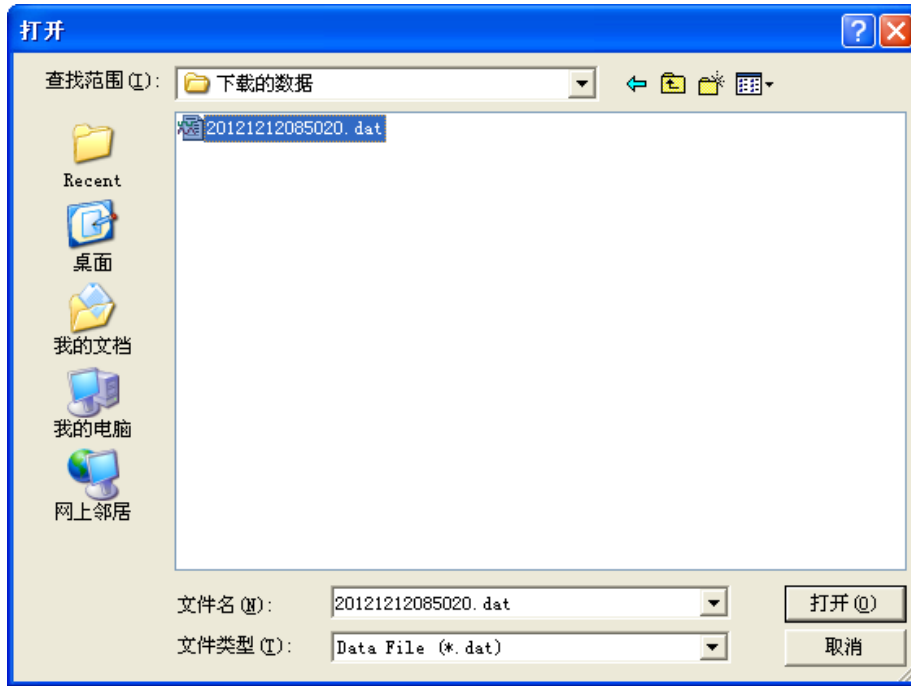 打开
查找范围(I):
下载的数据
20121212085020.dat
Recent
桌面
我的文档
我的电脑
网上邻居
文件名(N):
20121212085020.dat
打开(O)
文件类型(T):
Data File (*.dat)
取消